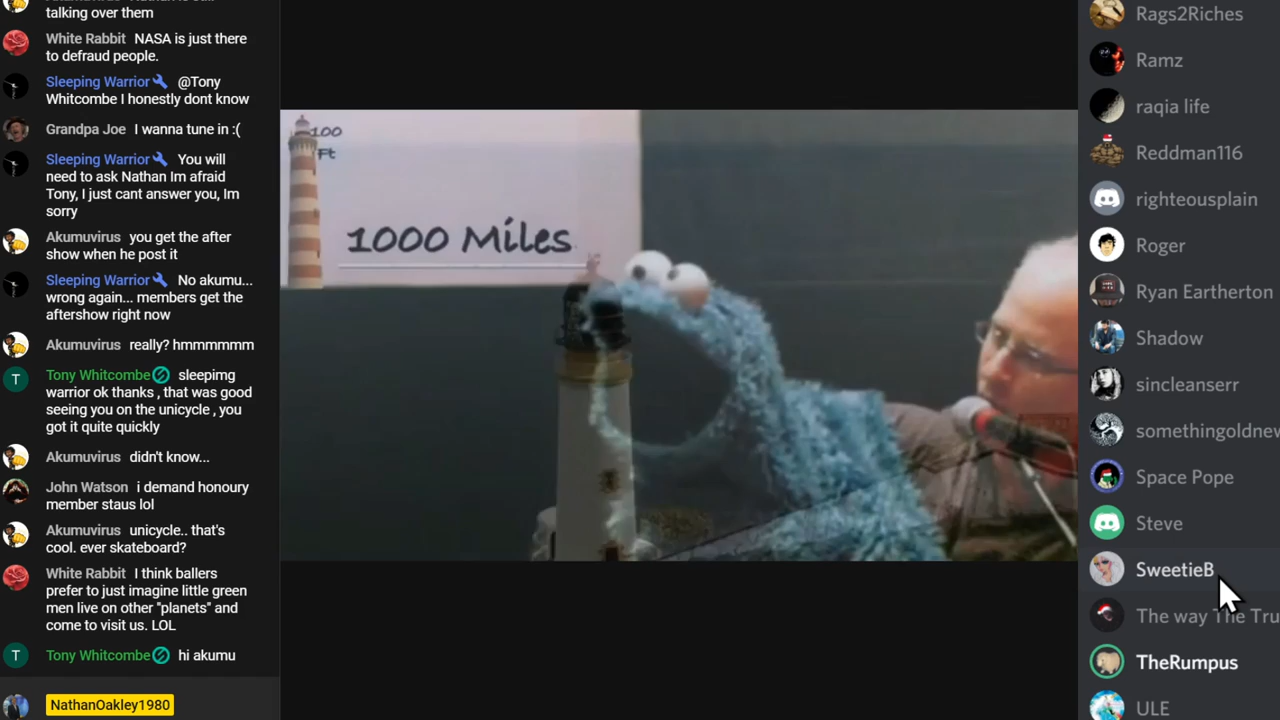 talking over them
White Rabbit NASA is just there
to defraud people.
Sleeping Warrior @Tony
Whitcombe I honestly dont know
Grandpa Joe I wanna tune in :(
Sleeping Warrior You will
need to ask Nathan Im afraid
Tony, I just cant answer you, Im
sorry
Akumuvirus you get the after
show when he post it
Sleeping Warrior No akumu...
wrong again... members get the
aftershow right now
Akumuvirus really? hmmmmmm
Tony Whitcombe sleepimg
warrior ok thanks , that was good
seeing you on the unicycle , you
got it quite quickly
Akumuvirus didn't know...
John Watson i demand honoury
member staus lol
Akumuvirus unicycle.. that's
cool. ever skateboard?
White Rabbit I think ballers
prefer to just imagine little green
men live on other "planets" and
come to visit us. LOL
Tony Whitcombe hi akumu
NathanOakley1980
100
Ft
1000 Miles
Rags2Riches
Ramz
raqia life
Reddman116
righteousplain
Roger
Ryan Eartherton
Shadow
sincleanserr
somethingoldnew
Space Pope
Steve
SweetieB
The way The Tru
TheRumpus
ULE